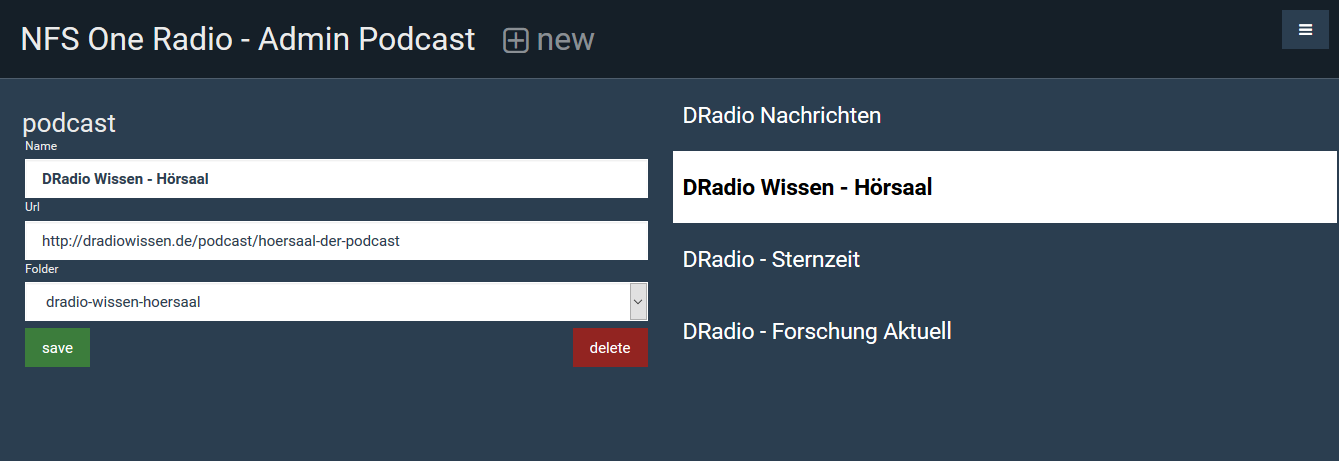 NFS One Radio - Admin Podcast new
podcast
Name
DRadio Wissen - Hörsaal
Url
http://dradiowissen.de/podcast/hoersaal-der-podcast
Folder
dradio-wissen-hoersaal
save delete
DRadio Nachrichten
DRadio Wissen - Hörsaal
DRadio - Sternzeit
DRadio - Forschung Aktuell